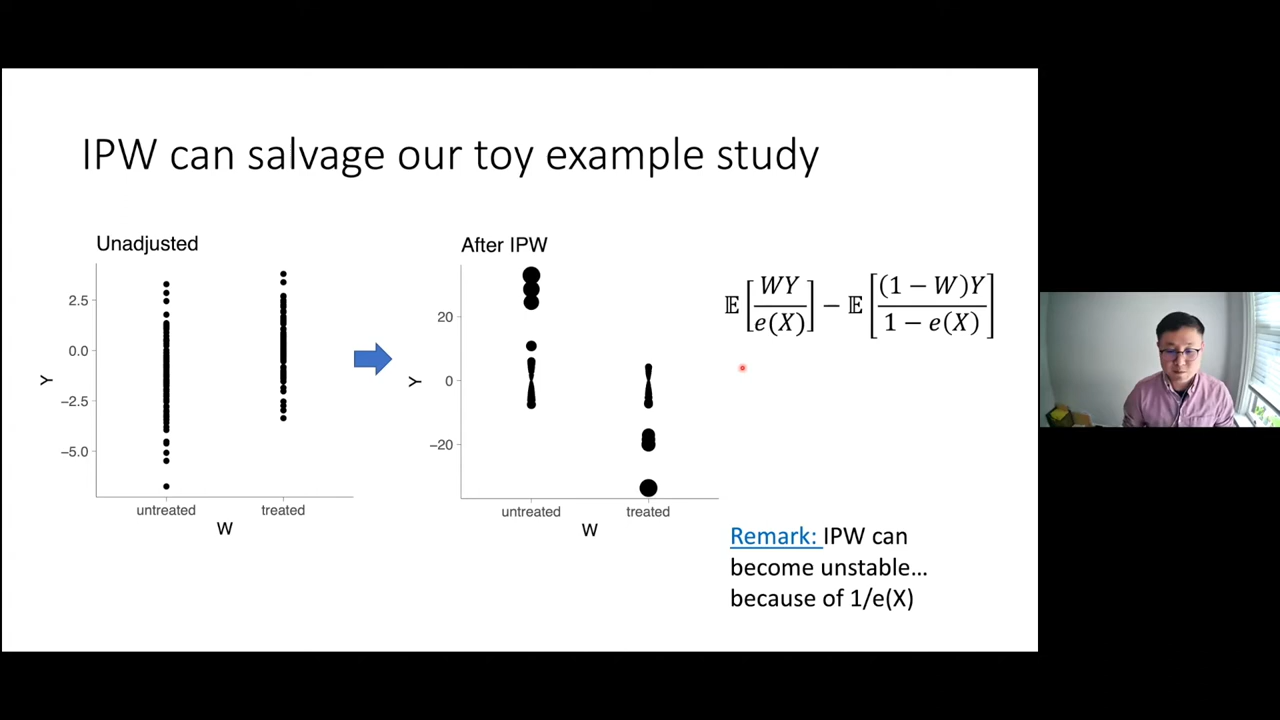 IPW can salvage our toy example study
Unadjusted
2.5
0.0
−2.5
−5.0
Y
untreated
treated
W
After IPW
20
0
−20
Y
untreated
treated
W
𝔼[WY/e(X)] − 𝔼[(1 − W)Y/1 − e(X)]
Remark: IPW can
become unstable...
because of 1/e(X)